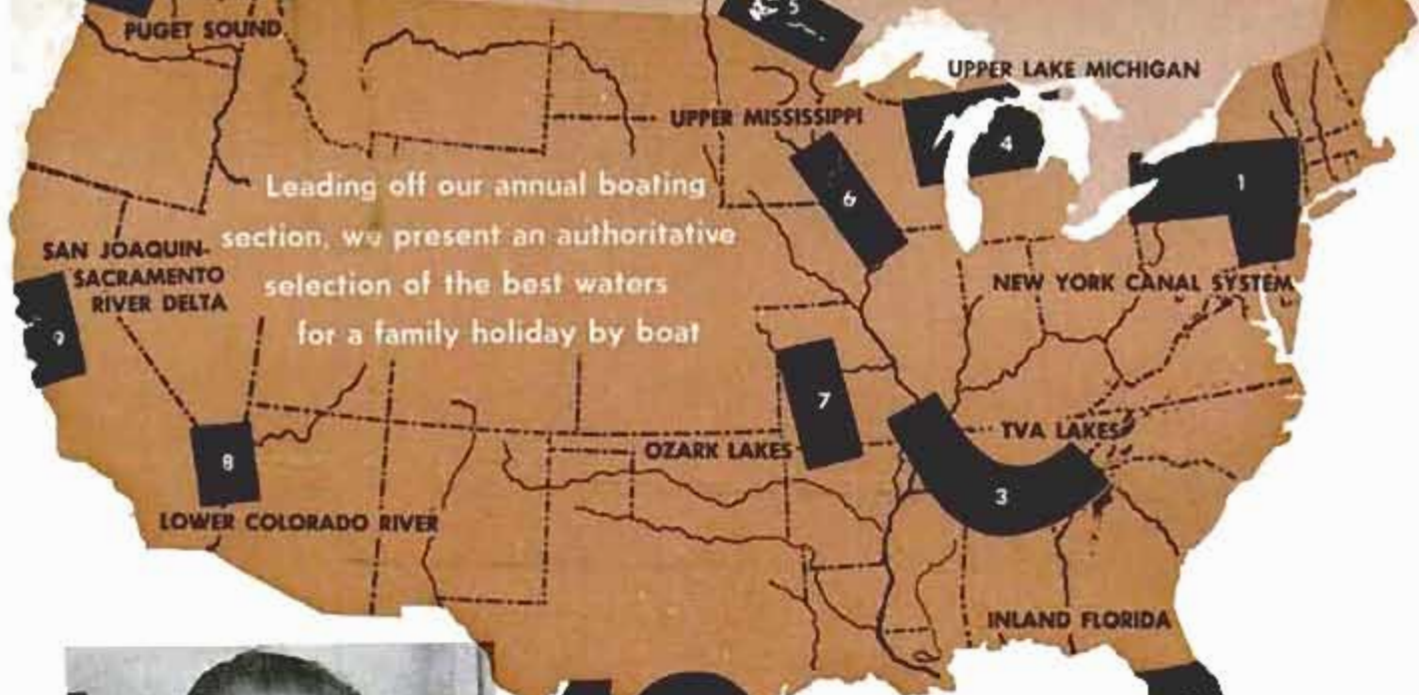 5
PUGET SOUND
UPPER LAKE MICHIGAN
UPPER MISSISSIPPI
4
1
6
Leading off our annual boating
section, we present an authoritative
selection of the best waters
for a family holiday by boat
SAN JOAQUIN-
SACRAMENTO
RIVER DELTA
NEW YORK CANAL SYSTEM
9
7
TVA LAKES
OZARK LAKES
8
3
LOWER COLORADO RIVER
INLAND FLORIDA